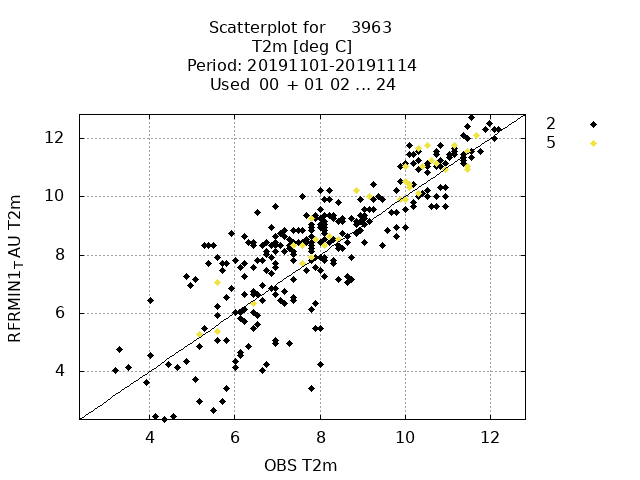 Scatterplot for 3963
T2m [deg C]
Period: 20191101-20191114
Used 00 + 01 02 ... 24
2
5
12
10
8
6
4
RFRMIN1T AU T2m
4 6 8 10 12
OBS T2m